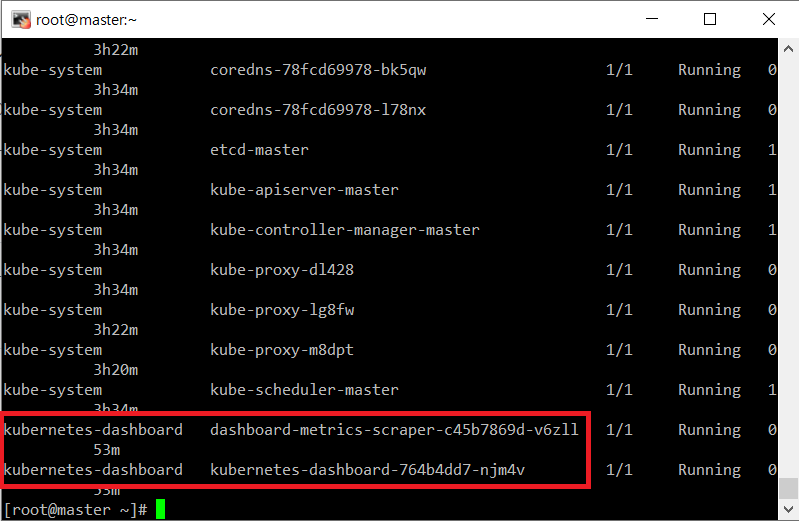 root@master:~
3h22m
kube-system coredns-78fcd69978-bk5qw 1/1 Running 0
3h34m
kube-system coredns-78fcd69978-l78nx 1/1 Running 0
3h34m
kube-system etcd-master 1/1 Running 1
3h34m
kube-system kube-apiserver-master 1/1 Running 1
3h34m
kube-system kube-controller-manager-master 1/1 Running 1
3h34m
kube-system kube-proxy-dl428 1/1 Running 0
3h34m
kube-system kube-proxy-lg8fw 1/1 Running 0
3h22m
kube-system kube-proxy-m8dpt 1/1 Running 0
3h20m
kube-system kube-scheduler-master 1/1 Running 1
3h34m
kubernetes-dashboard dashboard-metrics-scraper-c45b7869d-v6zll 1/1 Running 0
53m
kubernetes-dashboard kubernetes-dashboard-764b4dd7-njm4v 1/1 Running 0
53m
[root@master ~]#